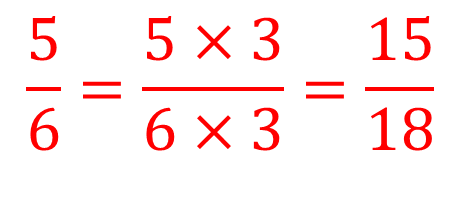 5/6 = (5 × 3)/(6 × 3) = 15/18